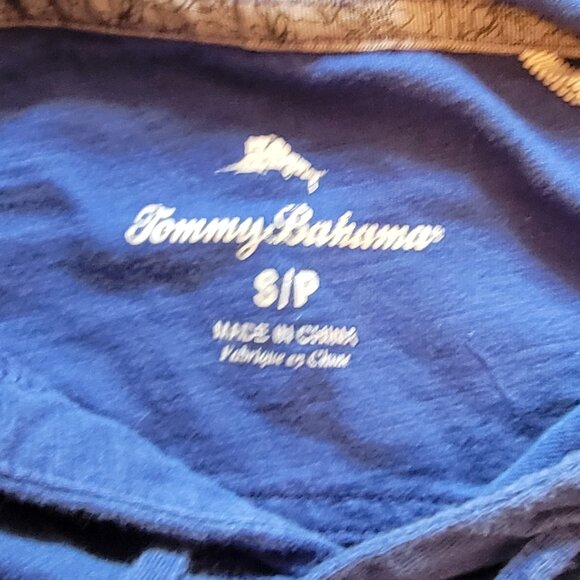 Tommy Bahama
S/P
MADE IN CHINA
Fabriqué en Chine